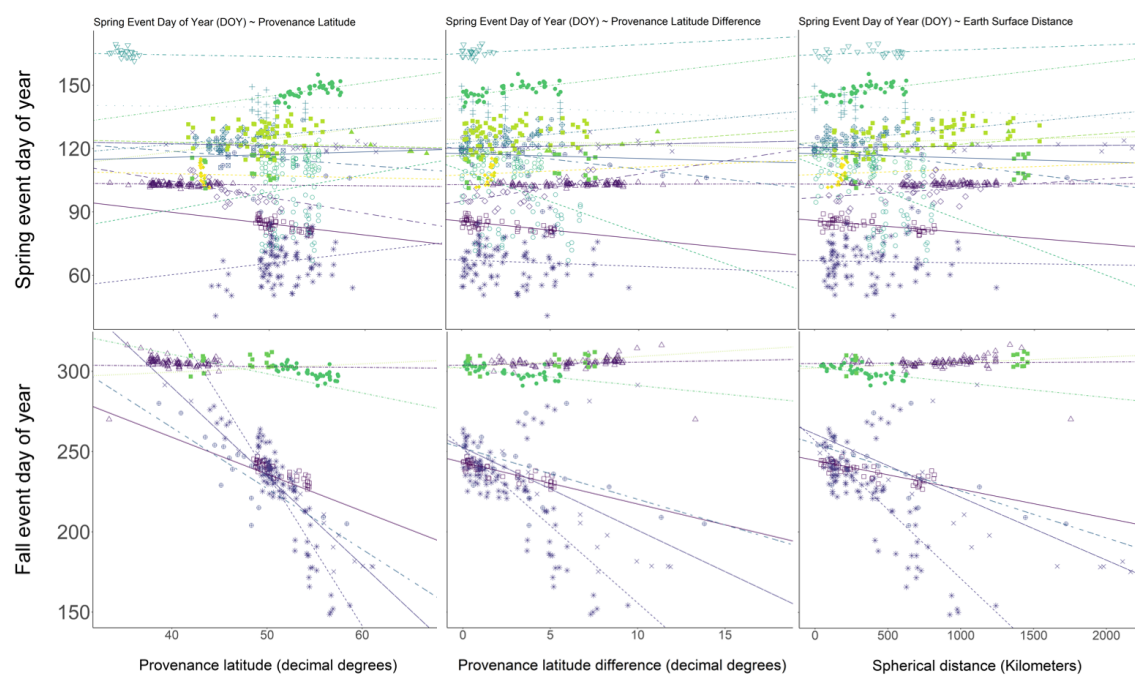 Spring Event Day of Year (DOY) ~ Provenance Latitude
Spring Event Day of Year (DOY) ~ Provenance Latitude Difference
Spring Event Day of Year (DOY) ~ Earth Surface Distance
Spring event day of year
150
120
90
60
Fall event day of year
300
250
200
150
40 50 60
0 5 10 15
0 500 1000 1500 2000
Provenance latitude (decimal degrees)
Provenance latitude difference (decimal degrees)
Spherical distance (Kilometers)